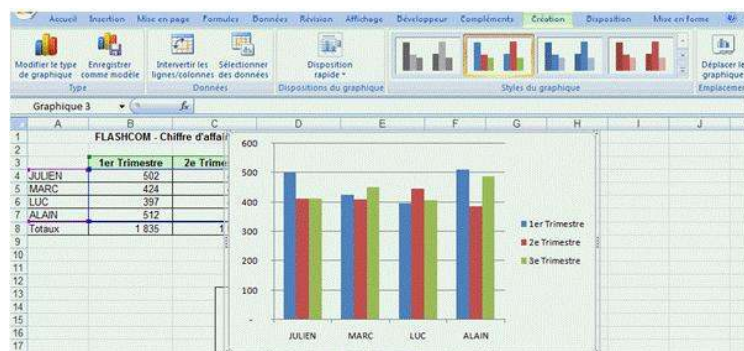 Accueil Insertion Mise en page Formules Données Révision Affichage Développeur Compléments Création Disposition Mise en forme
Modifier le type de graphique
Enregistrer comme modèle
Intervertir les lignes/colonnes
Sélectionner des données
Disposition rapide
Déplacer le graphique
Type Données Dispositions du graphique Styles du graphique Emplacement
Graphique 3 fx
A B C D E F G H I J
1 FLASHCOM - Chiffre d'affai
2
3 1er Trimestre 2e Trime
4 JULIEN 502
5 MARC 424
6 LUC 397
7 ALAIN 512
8 Totaux 1 835 1
9
10
11
12
13
14
15
16
17
600
500
400
300
200
100
-
JULIEN MARC LUC ALAIN
1er Trimestre
2e Trimestre
3e Trimestre